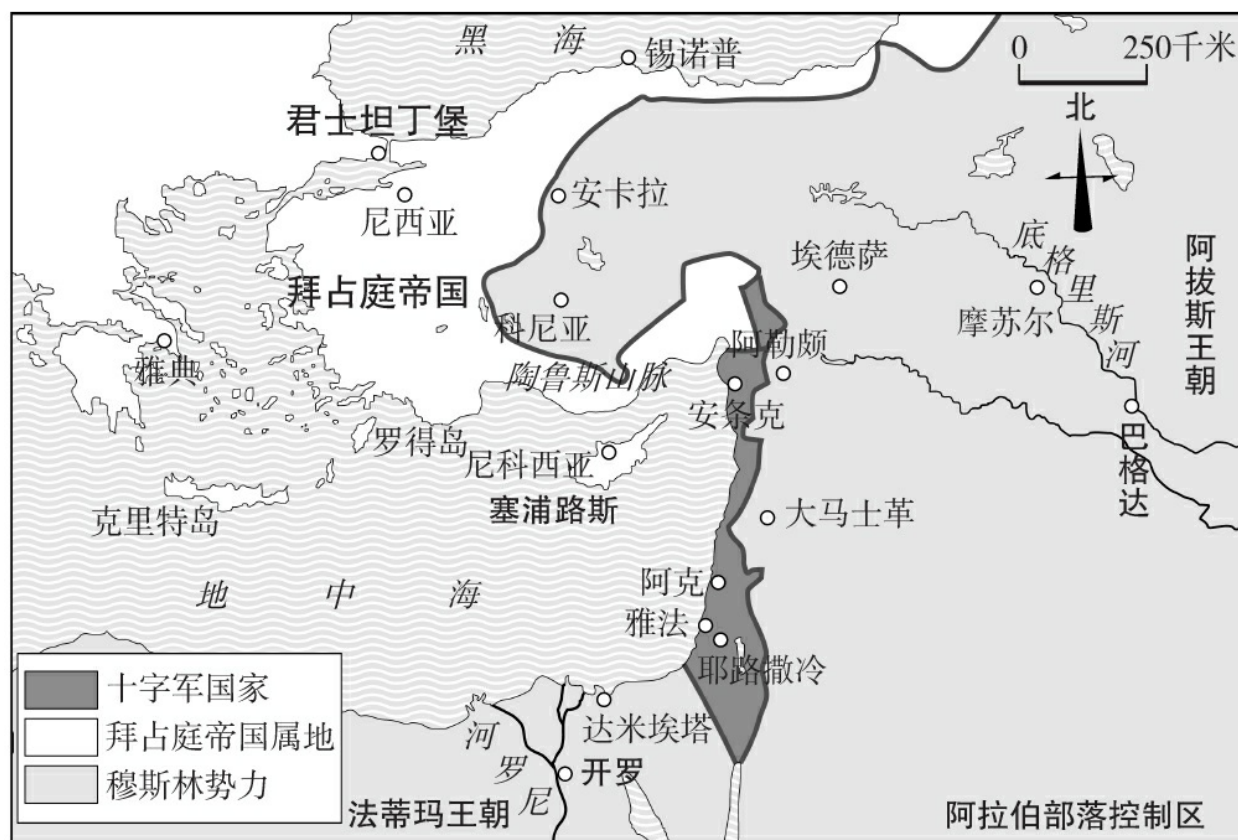 黑海
锡诺普
0 250千米
北
君士坦丁堡
尼西亚
安卡拉
拜占庭帝国
埃德萨
底格里斯河
阿拔斯王朝
摩苏尔
科尼亚
雅典
阿勒颇
陶鲁斯山脉
安条克
罗得岛
尼科西亚
塞浦路斯
巴格达
克里特岛
大马士革
地中海
阿克
雅法
耶路撒冷
十字军国家
拜占庭帝国属地
穆斯林势力
达米埃塔
河罗尼
开罗
法蒂玛王朝
阿拉伯部落控制区